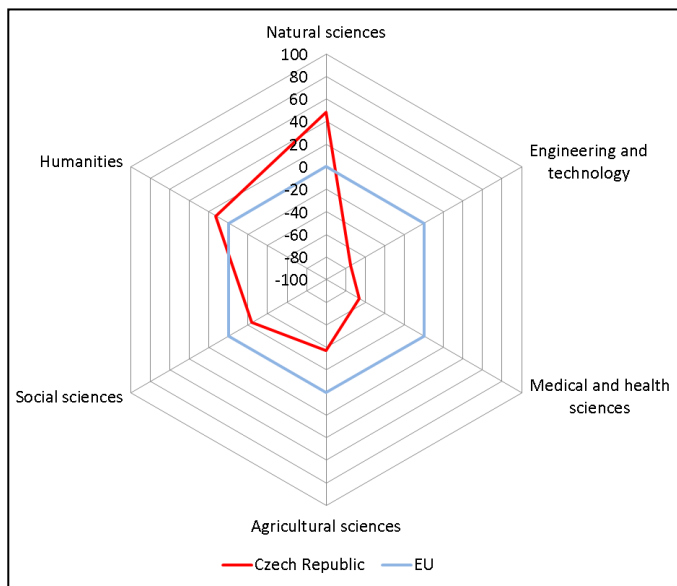 Natural sciences
100
80
60
40
20
0
-20
-40
-60
-80
-100
Engineering and
technology
Medical and health
sciences
Agricultural sciences
Social sciences
Humanities
Czech Republic
EU